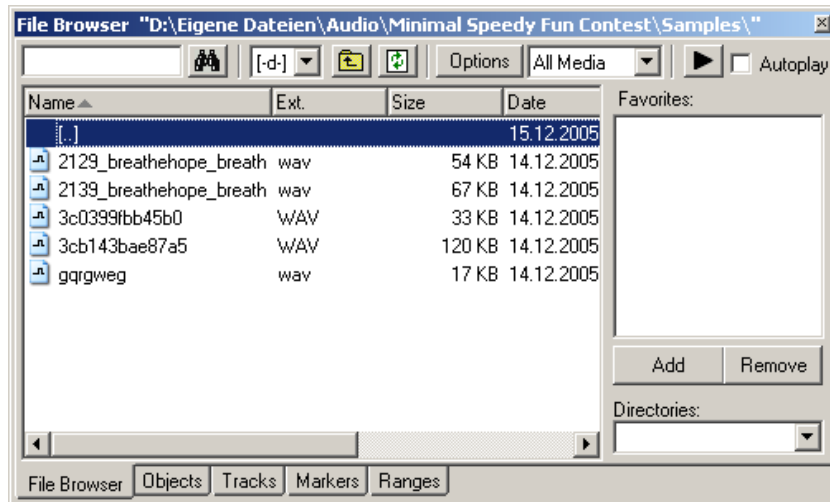 File Browser "D:\Eigene Dateien\Audio\Minimal Speedy Fun Contest\Samples\"
[-d-] Options All Media Autoplay
Name Ext. Size Date
[..] 15.12.2005
2129_breathehope_breath wav 54 KB 14.12.2005
2139_breathehope_breath wav 67 KB 14.12.2005
3c0399fbb45b0 WAV 33 KB 14.12.2005
3cb143bae87a5 WAV 120 KB 14.12.2005
gqrgweg wav 17 KB 14.12.2005
Favorites:
Add Remove
Directories:
File Browser Objects Tracks Markers Ranges